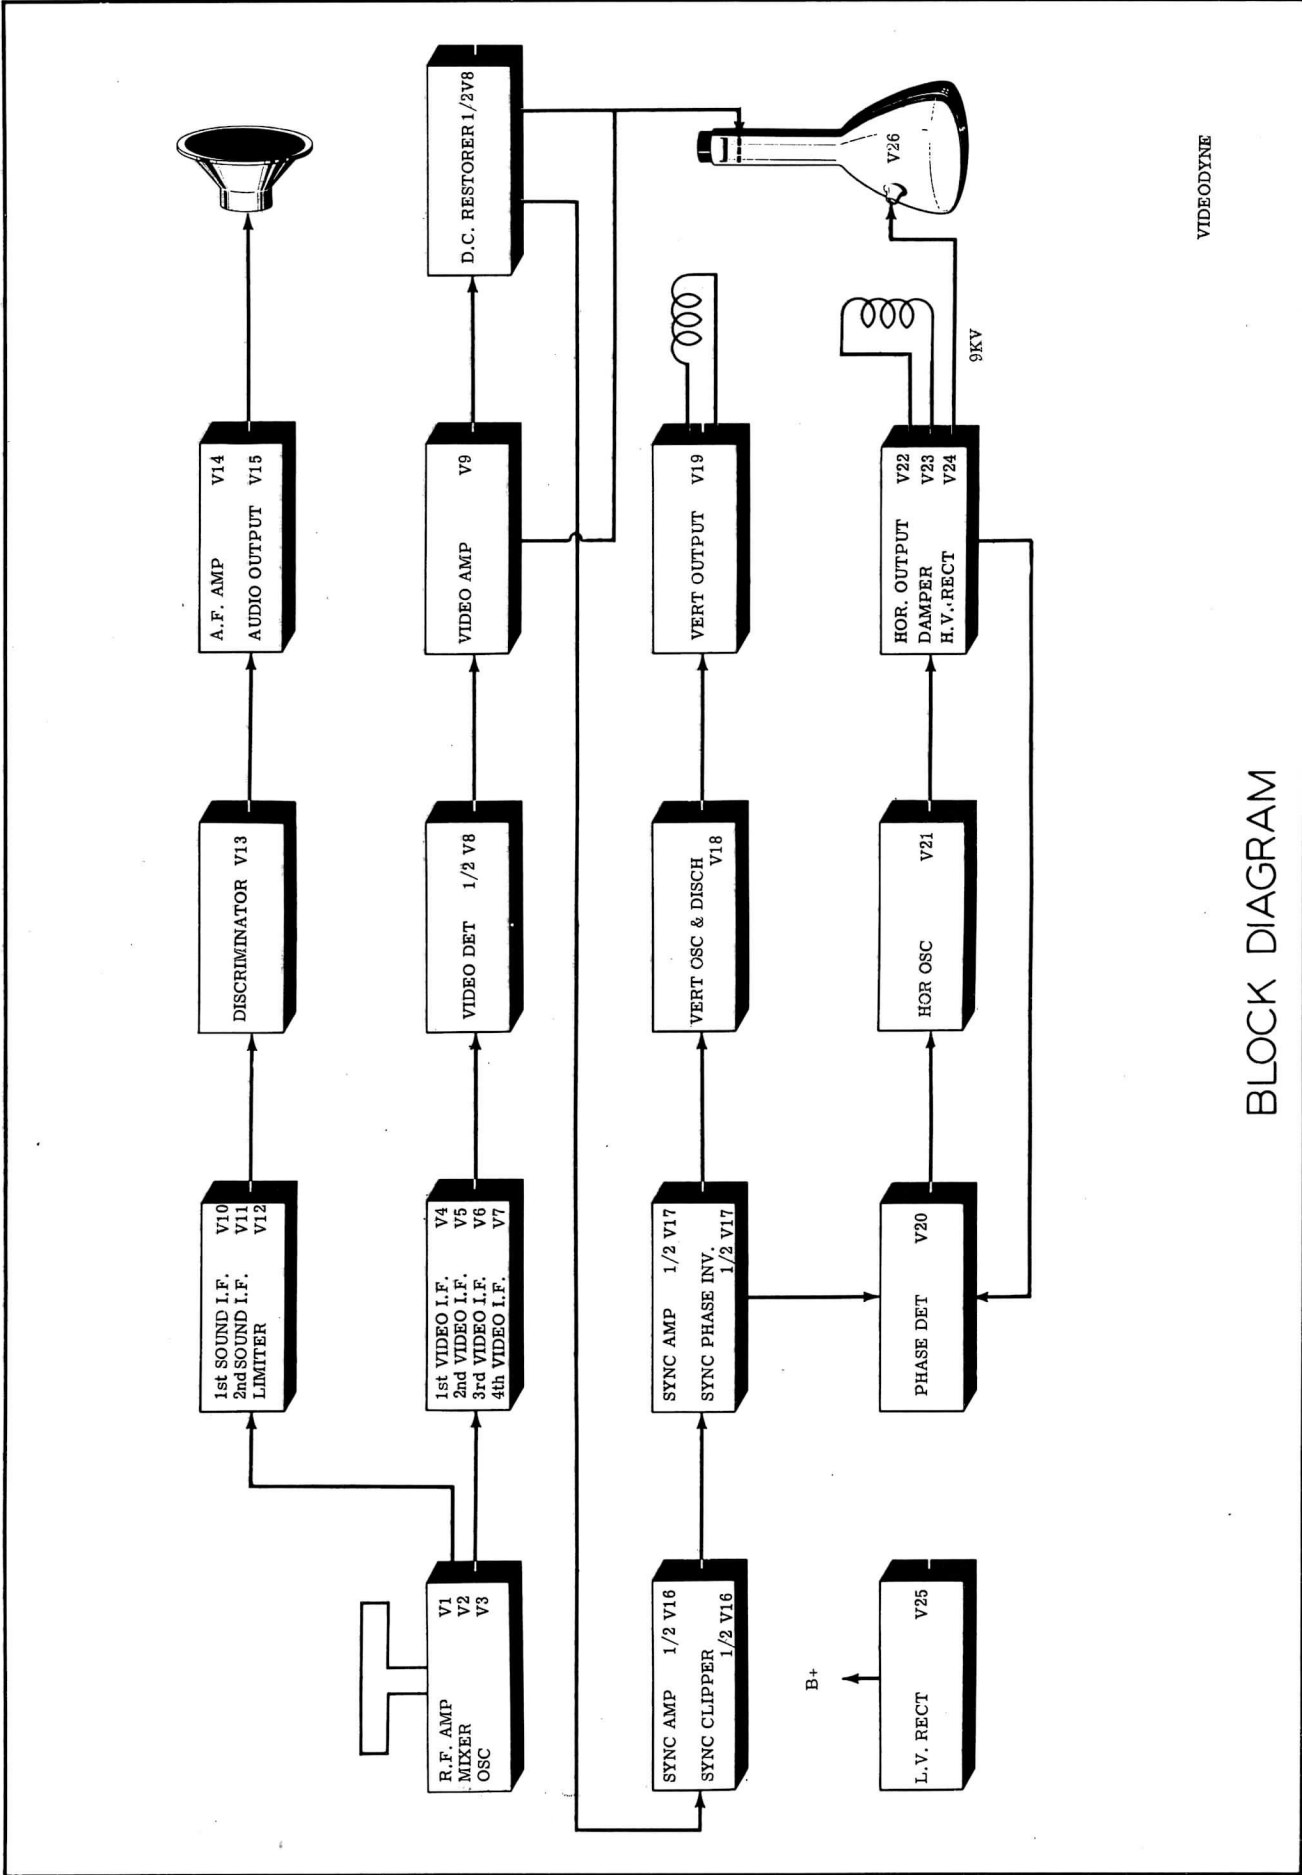 A.F. AMP V14
AUDIO OUTPUT V15
DISCRIMINATOR V13
1st SOUND I.F. V10
2nd SOUND I.F. V11
LIMITER V12
R.F. AMP V1
MIXER V2
OSC V3
1st VIDEO I.F. V4
2nd VIDEO I.F. V5
3rd VIDEO I.F. V6
4th VIDEO I.F. V7
VIDEO DET 1/2 V8
VIDEO AMP V9
D.C. RESTORER 1/2V8
SYNC AMP 1/2 V16
SYNC CLIPPER
1/2 V16
SYNC AMP 1/2 V17
SYNC PHASE INV.
1/2 V17
VERT OSC & DISCH
V18
VERT OUTPUT V19
V26
B+
L.V. RECT V25
PHASE DET V20
HOR OSC V21
HOR. OUTPUT V22
DAMPER V23
H.V. RECT V24
9KV
VIDEODYNE
BLOCK DIAGRAM